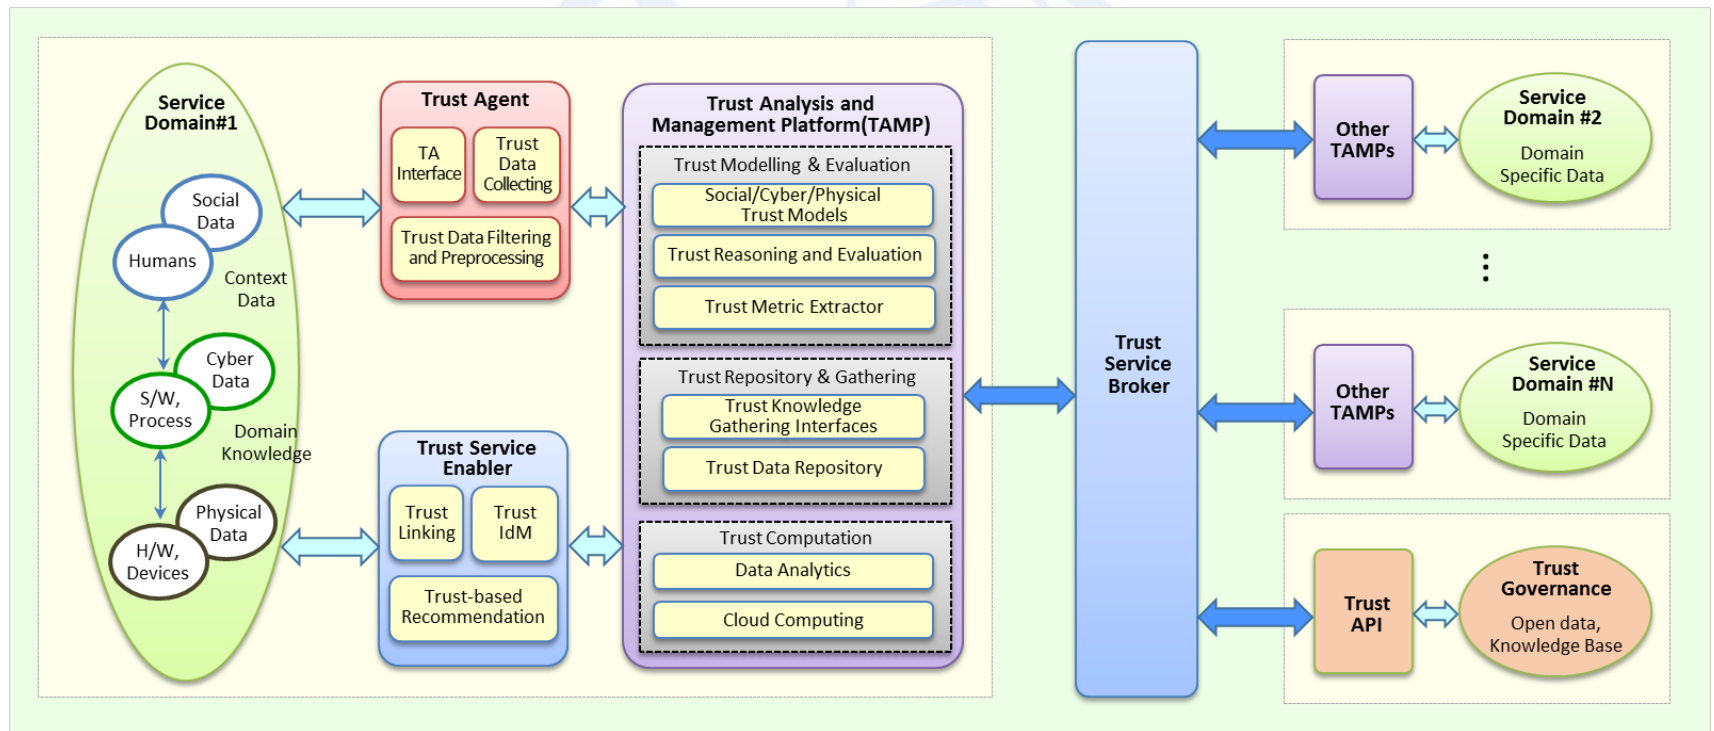 Service
Domain#1
Social
Data
Humans
Context
Data
Cyber
Data
S/W,
Process
Domain
Knowledge
Physical
Data
H/W,
Devices
Trust Agent
TA
Interface
Trust
Data
Collecting
Trust Data Filtering
and Preprocessing
Trust Service
Enabler
Trust
Linking
Trust
IdM
Trust-based
Recommendation
Trust Analysis and
Management Platform(TAMP)
Trust Modelling & Evaluation
Social/Cyber/Physical
Trust Models
Trust Reasoning and Evaluation
Trust Metric Extractor
Trust Repository & Gathering
Trust Knowledge
Gathering Interfaces
Trust Data Repository
Trust Computation
Data Analytics
Cloud Computing
Trust
Service
Broker
Other
TAMPs
Service
Domain #2
Domain
Specific Data
Other
TAMPs
Service
Domain #N
Domain
Specific Data
Trust
API
Trust
Governance
Open data,
Knowledge Base